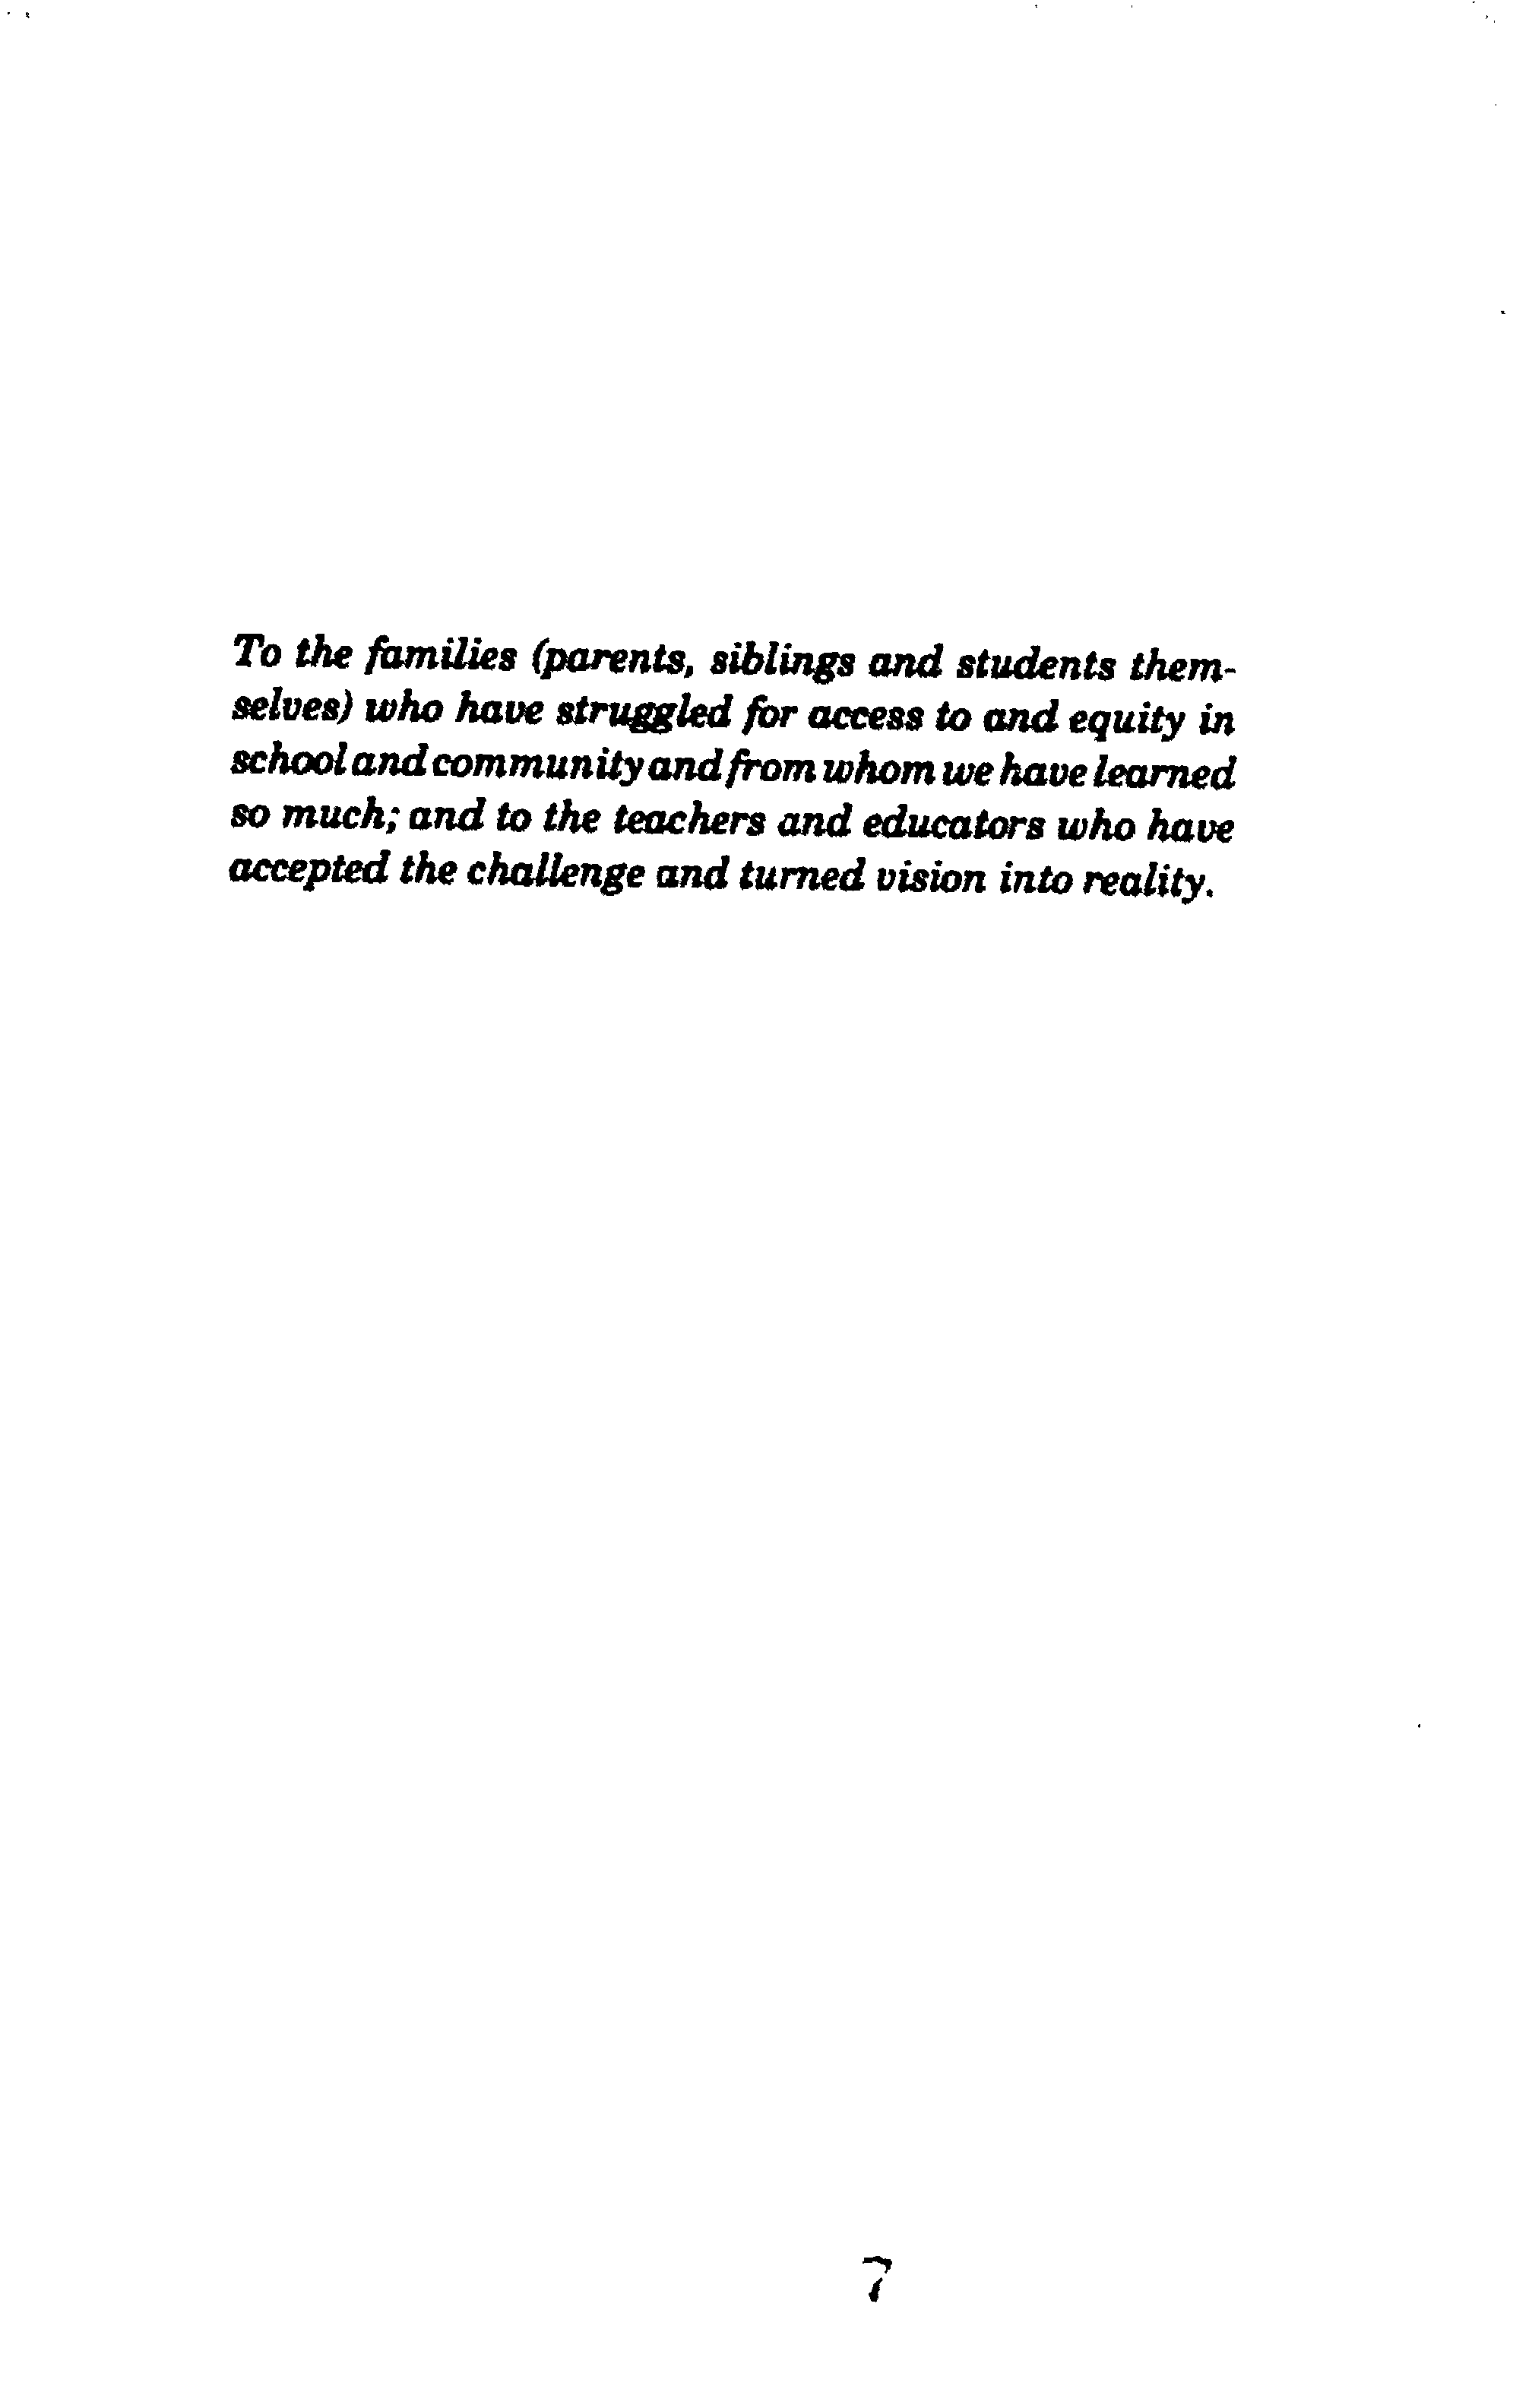 To the families (parents, siblings and students them-
selves) who have struggled for access to and equity in
school and community and from whom we have learned
so much; and to the teachers and educators who have
accepted the challenge and turned vision into reality.
7